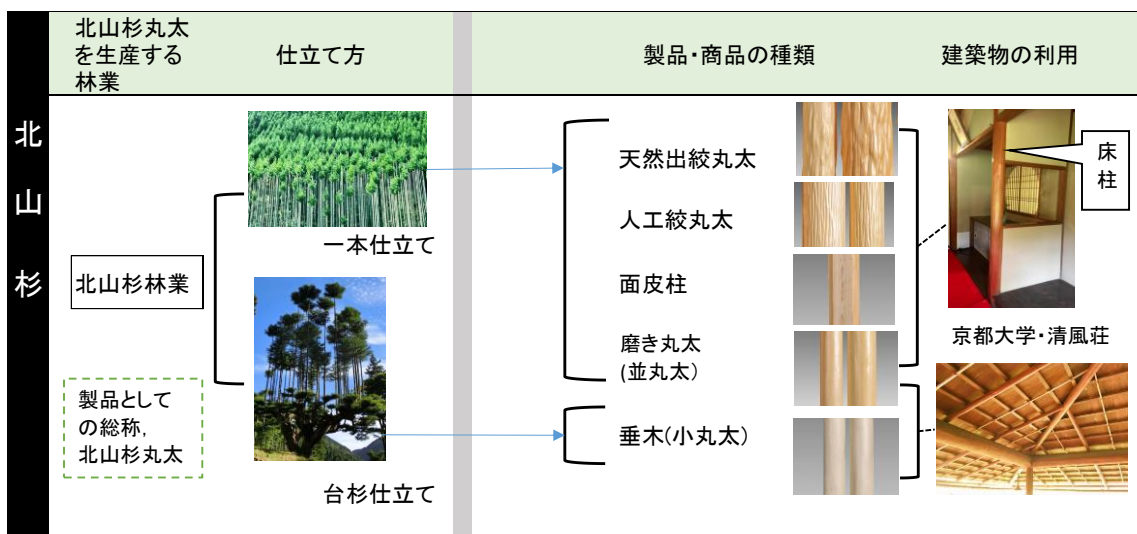 北山杉
北山杉丸太
を生産する
林業
仕立て方
製品・商品の種類
建築物の利用
一本仕立て
北山杉林業
台杉仕立て
製品として
の総称,
北山杉丸太
天然出絞丸太
人工絞丸太
面皮柱
磨き丸太
(並丸太)
垂木(小丸太)
床
柱
京都大学・清風荘